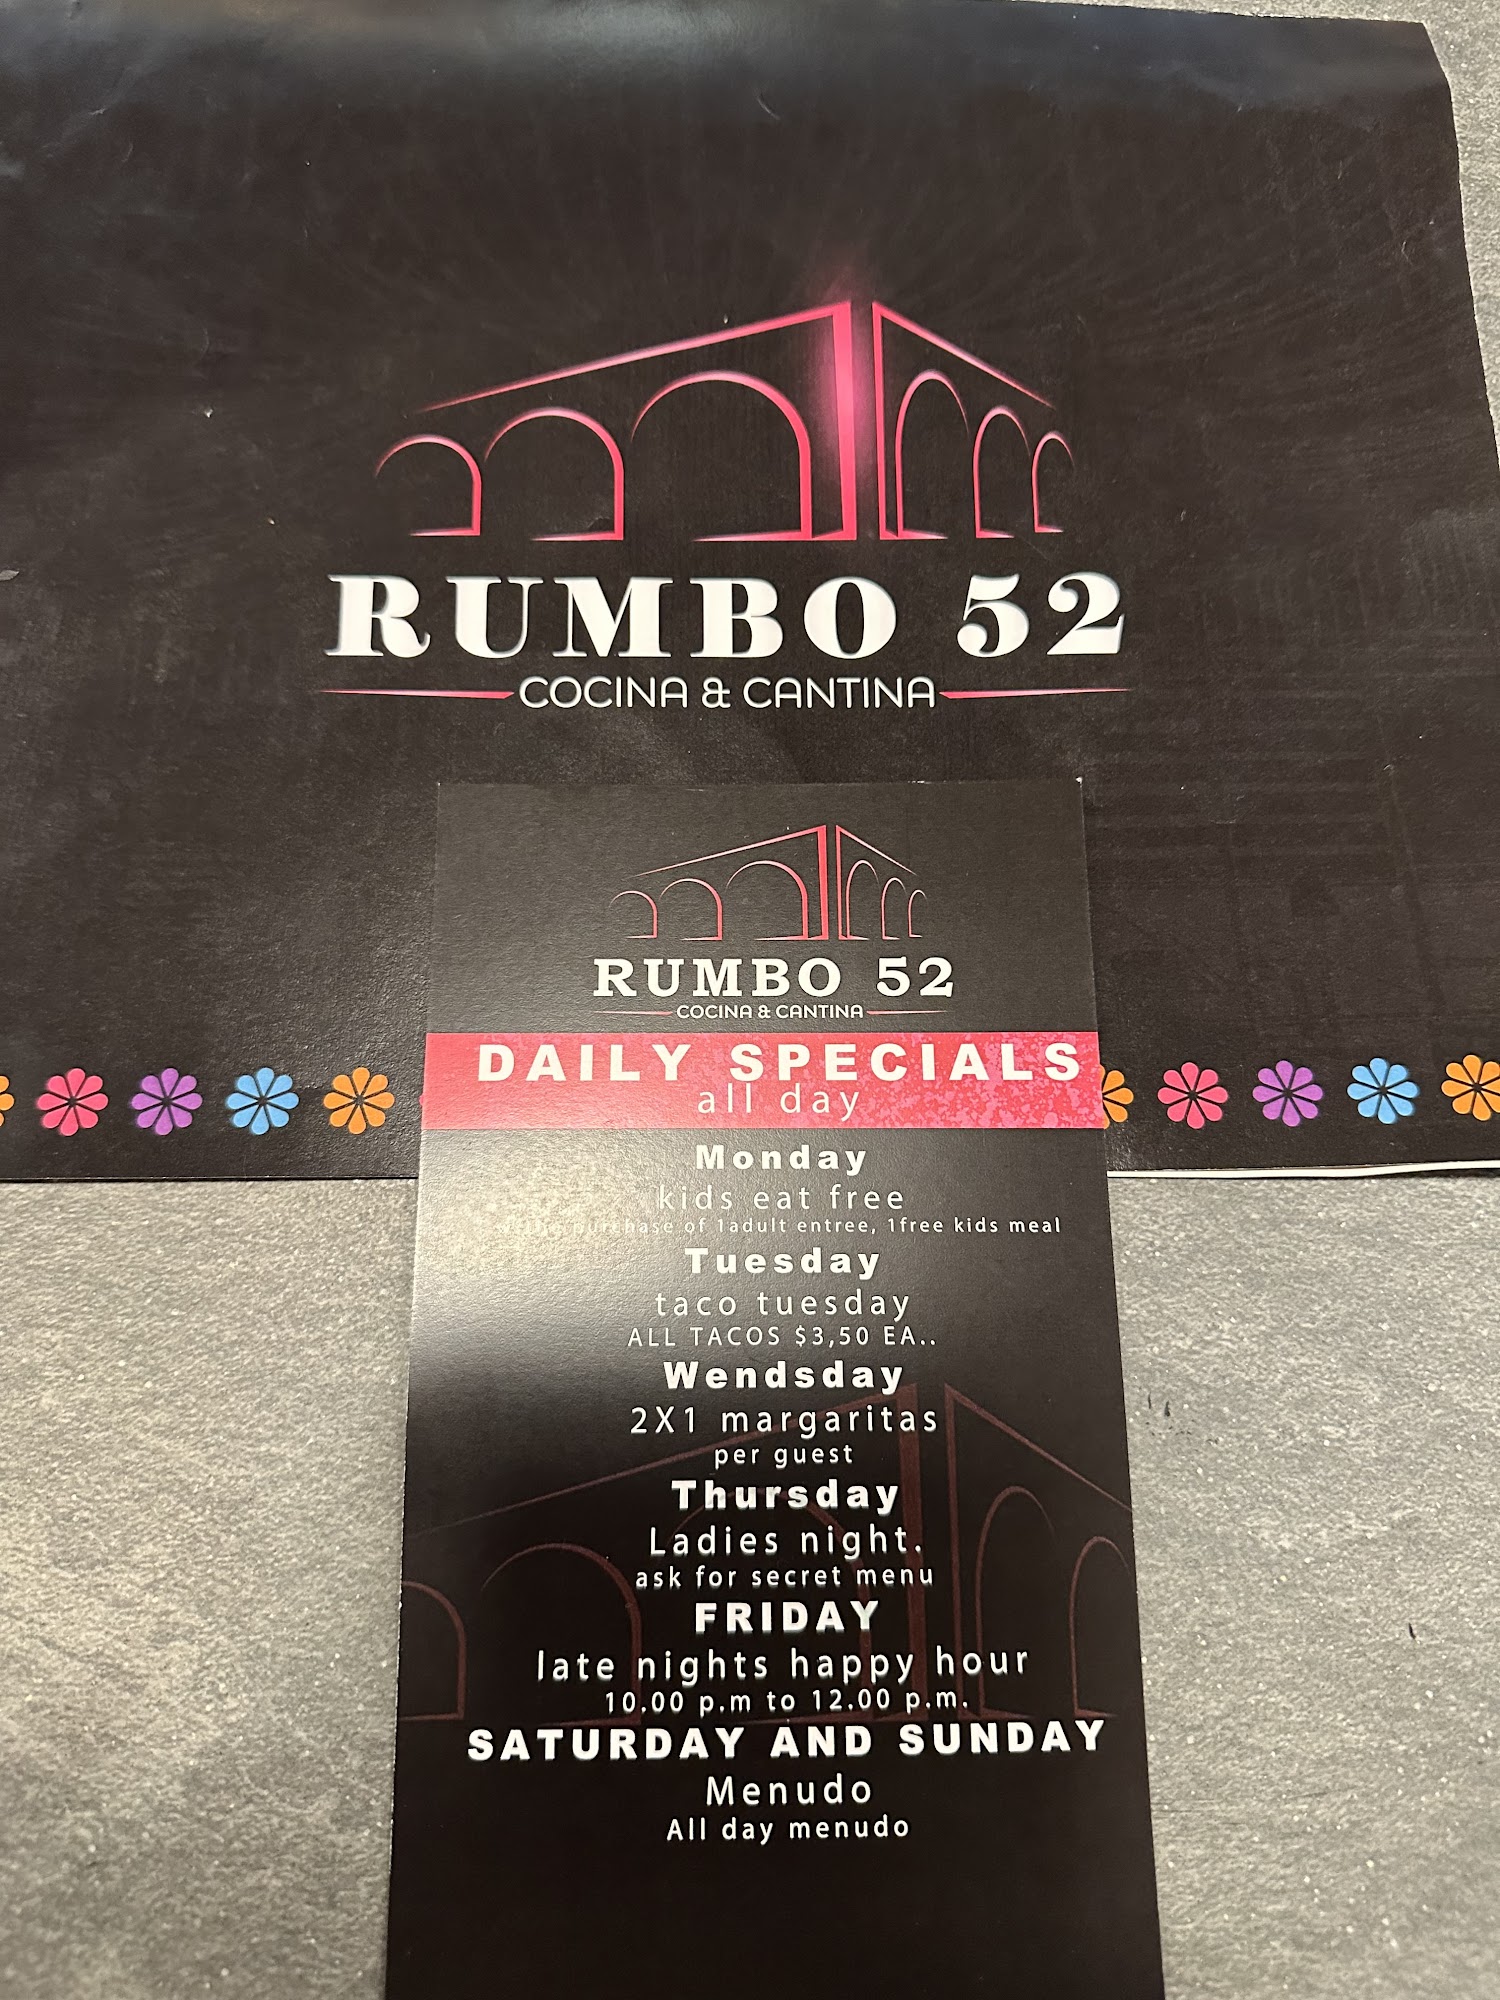 RUMBO 52
COCINA & CANTINA
RUMBO 52
COCINA & CANTINA
DAILY SPECIALS
all day
Monday
kids eat free
purchase of 1adult entree, 1free kids meal
Tuesday
taco tuesday
ALL TACOS $3,50 EA..
Wendsday
2X1 margaritas
per guest
Thursday
Ladies night.
ask for secret menu
FRIDAY
late nights happy hour
10.00 p.m to 12.00 p.m.
SATURDAY AND SUNDAY
Menudo
All day menudo